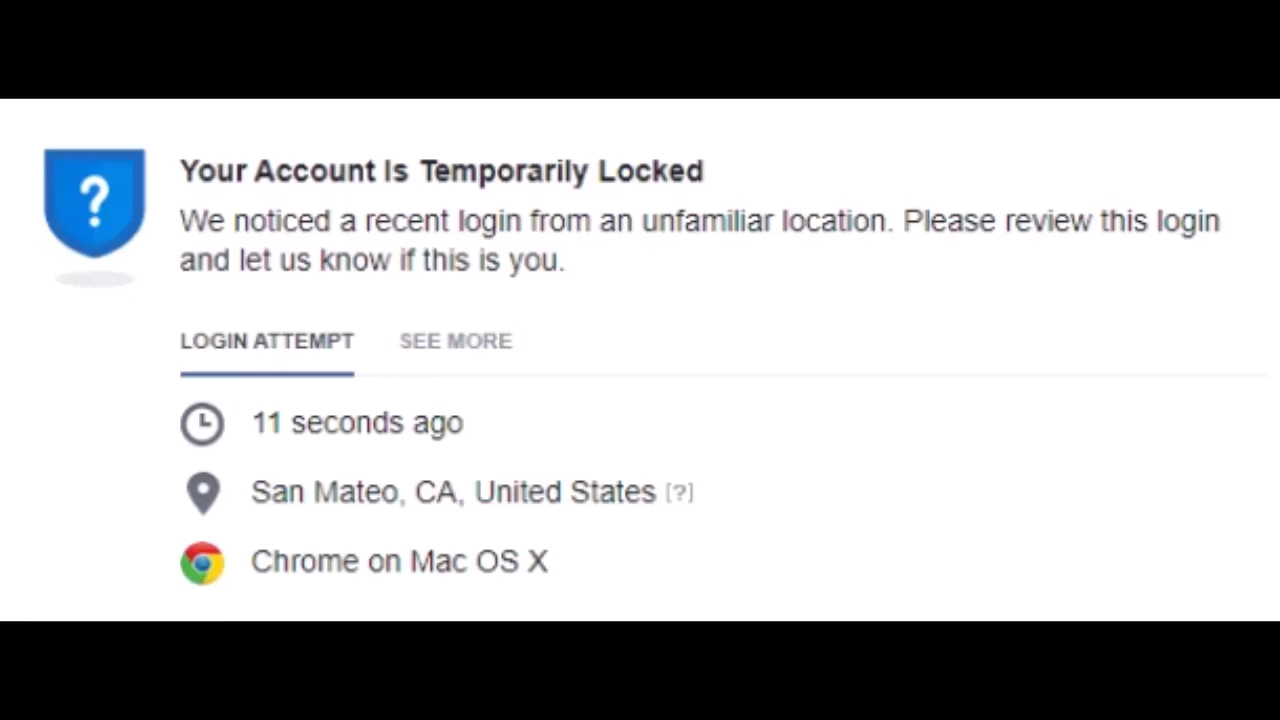 ?
Your Account Is Temporarily Locked
We noticed a recent login from an unfamiliar location. Please review this login
and let us know if this is you.
LOGIN ATTEMPT SEE MORE
11 seconds ago
San Mateo, CA, United States [?]
Chrome on Mac OS X